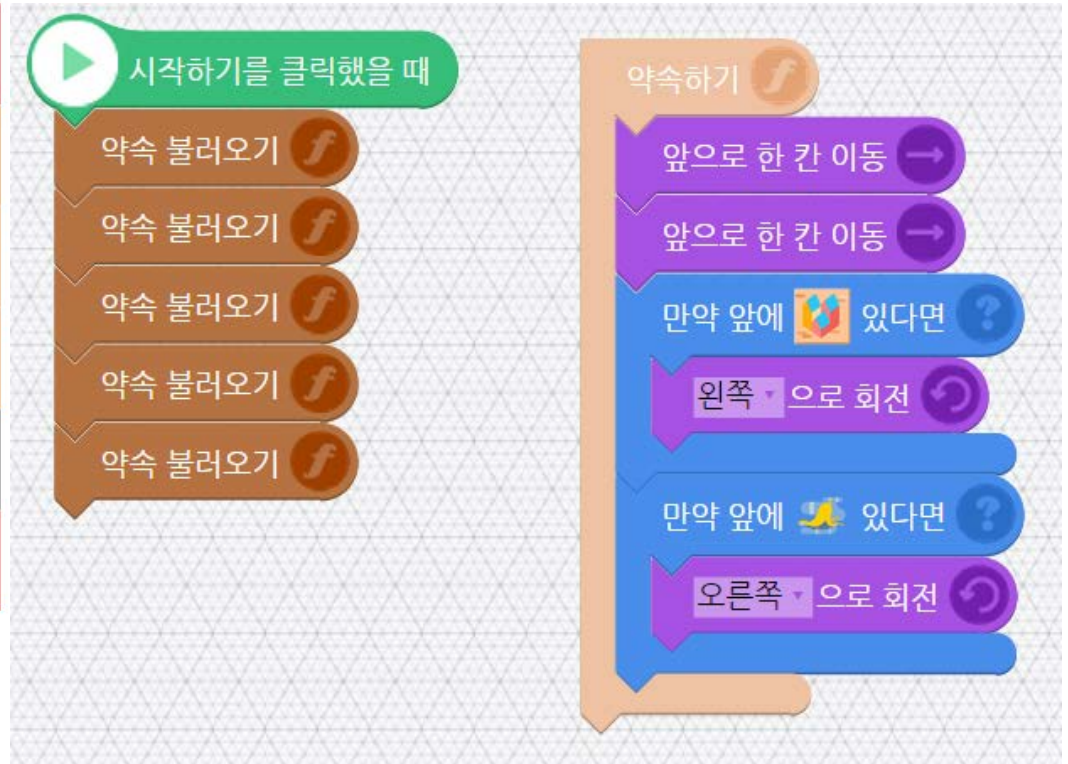 시작하기를 클릭했을 때
약속 불러오기
약속 불러오기
약속 불러오기
약속 불러오기
약속 불러오기
약속하기
앞으로 한 칸 이동
앞으로 한 칸 이동
만약 앞에 있다면 ?
왼쪽 으로 회전
만약 앞에 있다면 ?
오른쪽 으로 회전